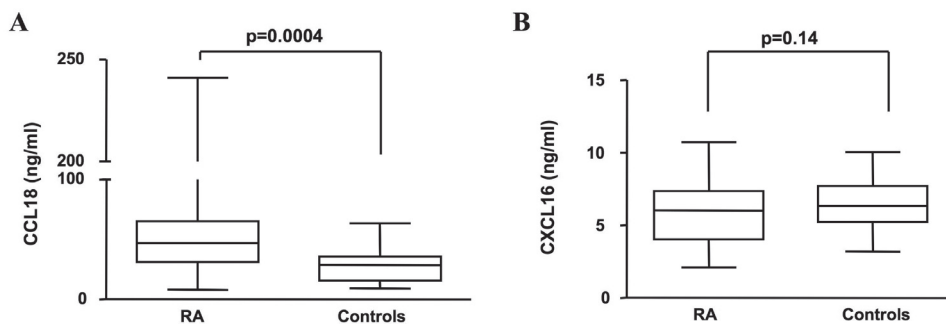 A
p=0.0004
250
200
100
0
CCL18 (ng/ml)
RA
Controls
B
p=0.14
15
10
5
0
CXCL16 (ng/ml)
RA
Controls